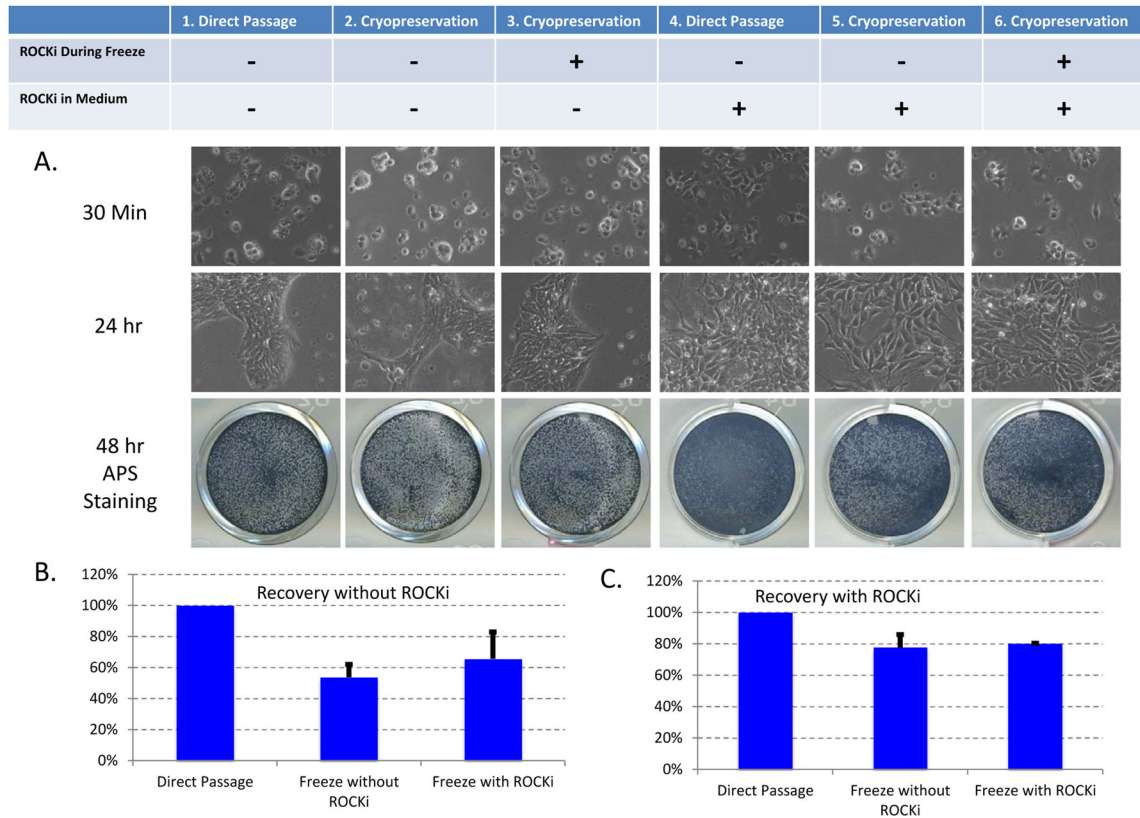 1. Direct Passage 2. Cryopreservation 3. Cryopreservation 4. Direct Passage 5. Cryopreservation 6. Cryopreservation
ROCKi During Freeze - - + - - +
ROCKi in Medium - - - + + +
A.
30 Min
24 hr
48 hr
APS
Staining
B.
Recovery without ROCKi
120%
100%
80%
60%
40%
20%
0%
Direct Passage Freeze without Freeze with ROCKi
ROCKi
C.
Recovery with ROCKi
120%
100%
80%
60%
40%
20%
0%
Direct Passage Freeze without Freeze with ROCKi
ROCKi